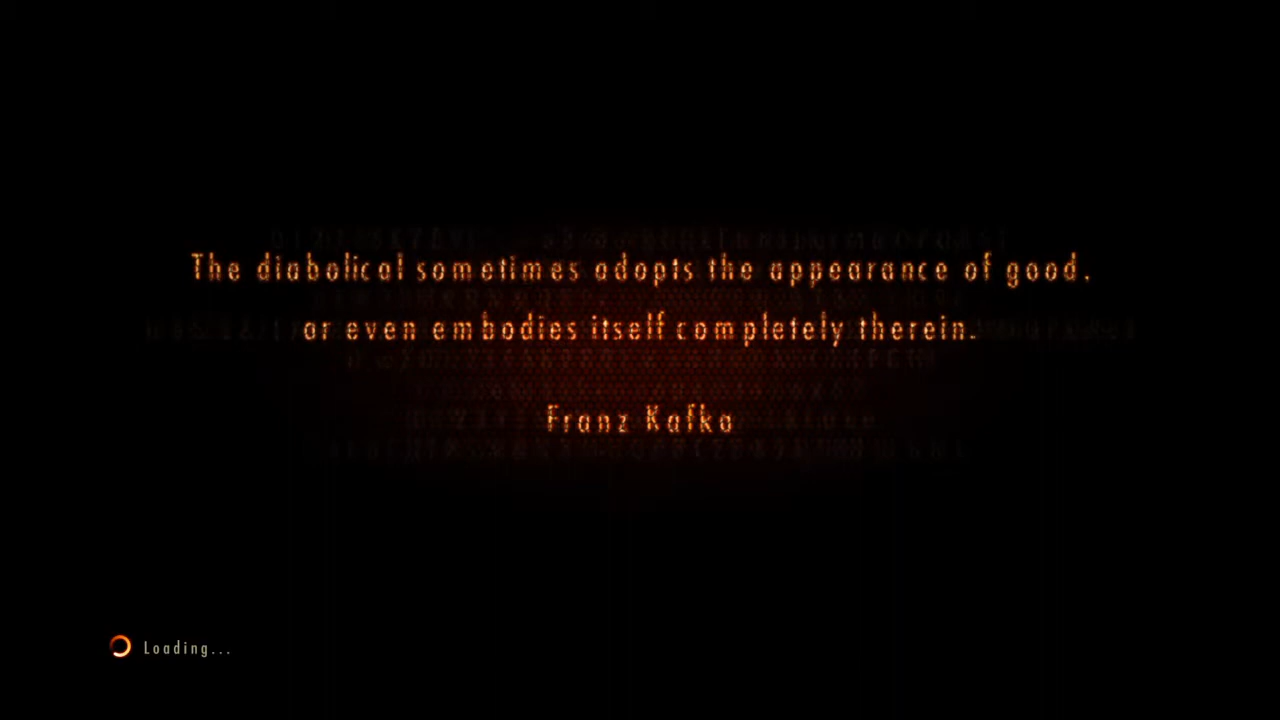 The diabolical sometimes adopts the appearance of good.
or even embodies itself completely therein.
Franz Kafka
Loading...